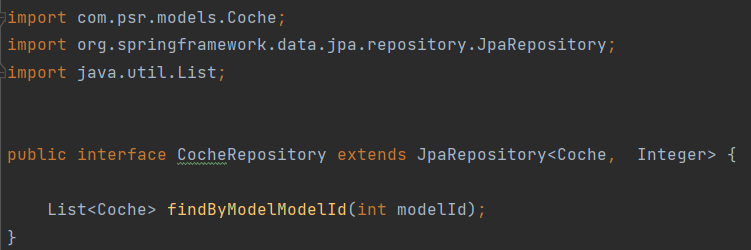 import com.psr.models.Coche;
import org.springframework.data.jpa.repository.JpaRepository;
import java.util.List;
public interface CocheRepository extends JpaRepository<Coche,  Integer> {
List<Coche> findByModelModelId(int modelId);
}